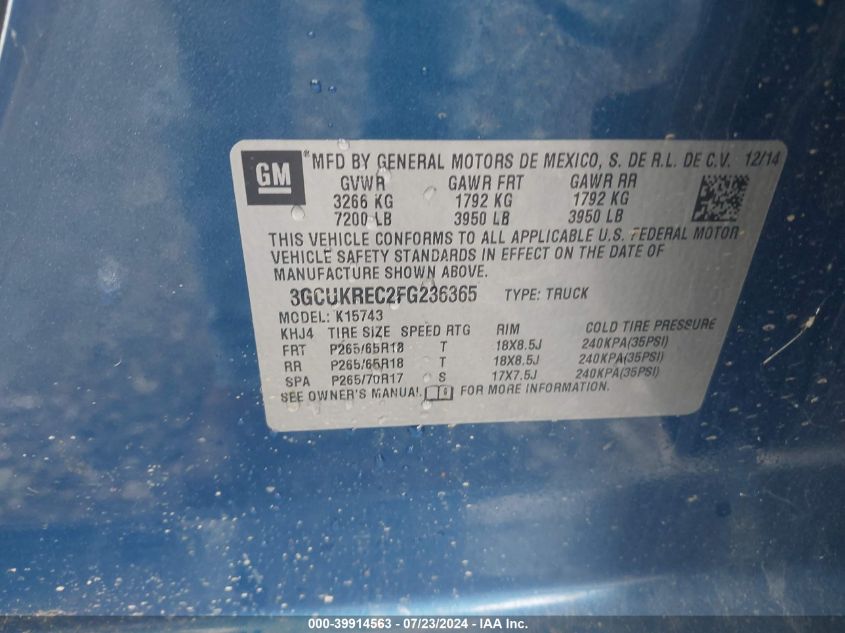 GM
*MFD BY GENERAL MOTORS DE MEXICO, S. DE R.L. DE C.V. 12/14
GVWR GAWR FRT GAWR RR
3266 KG 1792 KG 1792 KG
7200 LB 3950 LB 3950 LB
THIS VEHICLE CONFORMS TO ALL APPLICABLE U.S. FEDERAL MOTOR
VEHICLE SAFETY STANDARDS IN EFFECT ON THE DATE OF
MANUFACTURE SHOWN ABOVE.
3GCUKREC2FG236365 TYPE: TRUCK
MODEL: K15743
KHJ4 TIRE SIZE SPEED RTG RIM COLD TIRE PRESSURE
FRT P265/65R18 T 18X8.5J 240KPA(35PSI)
RR P265/65R18 T 18X8.5J 240KPA(35PSI)
SPA P265/70R17 S 17X7.5J 240KPA(35PSI)
SEE OWNER'S MANUAL FOR MORE INFORMATION.
000-39914563 - 07/23/2024 - IAA Inc.